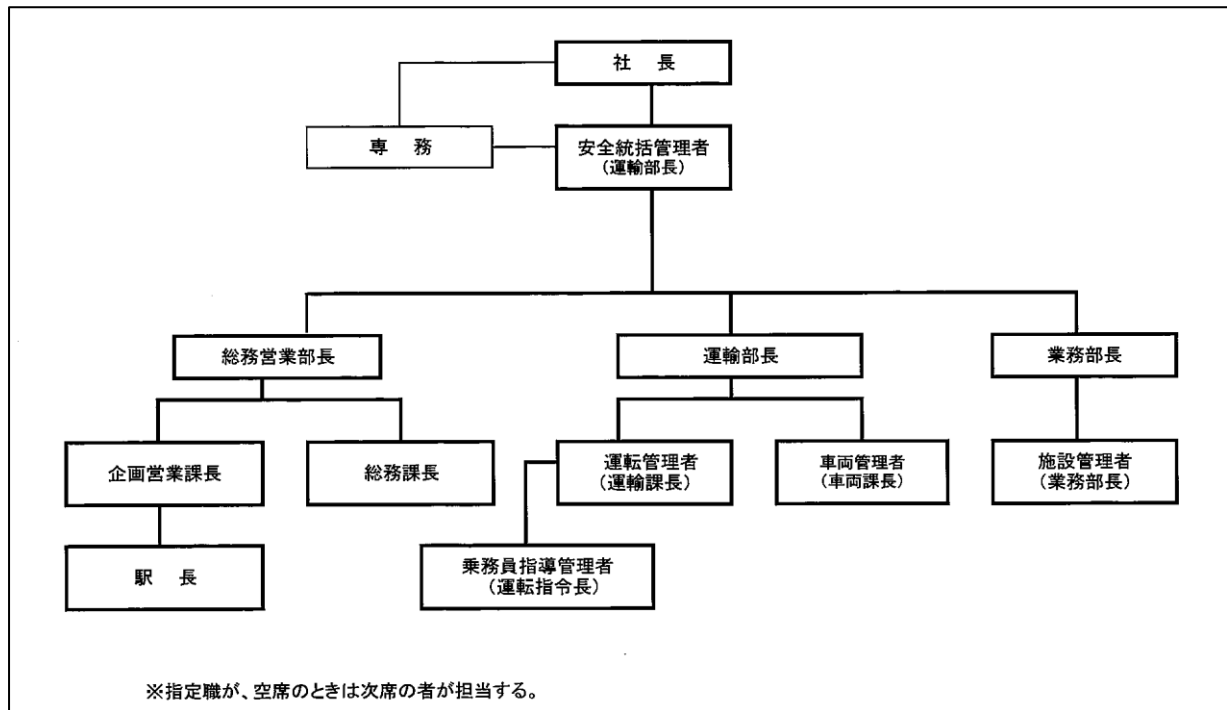 社　長
専　務
安全統括管理者
（運輸部長）
総務営業部長
運輸部長
業務部長
企画営業課長
総務課長
運転管理者
（運輸課長）
車両管理者
（車両課長）
施設管理者
（業務部長）
駅　長
乗務員指導管理者
（運転指令長）
※指定職が、空席のときは次席の者が担当する。